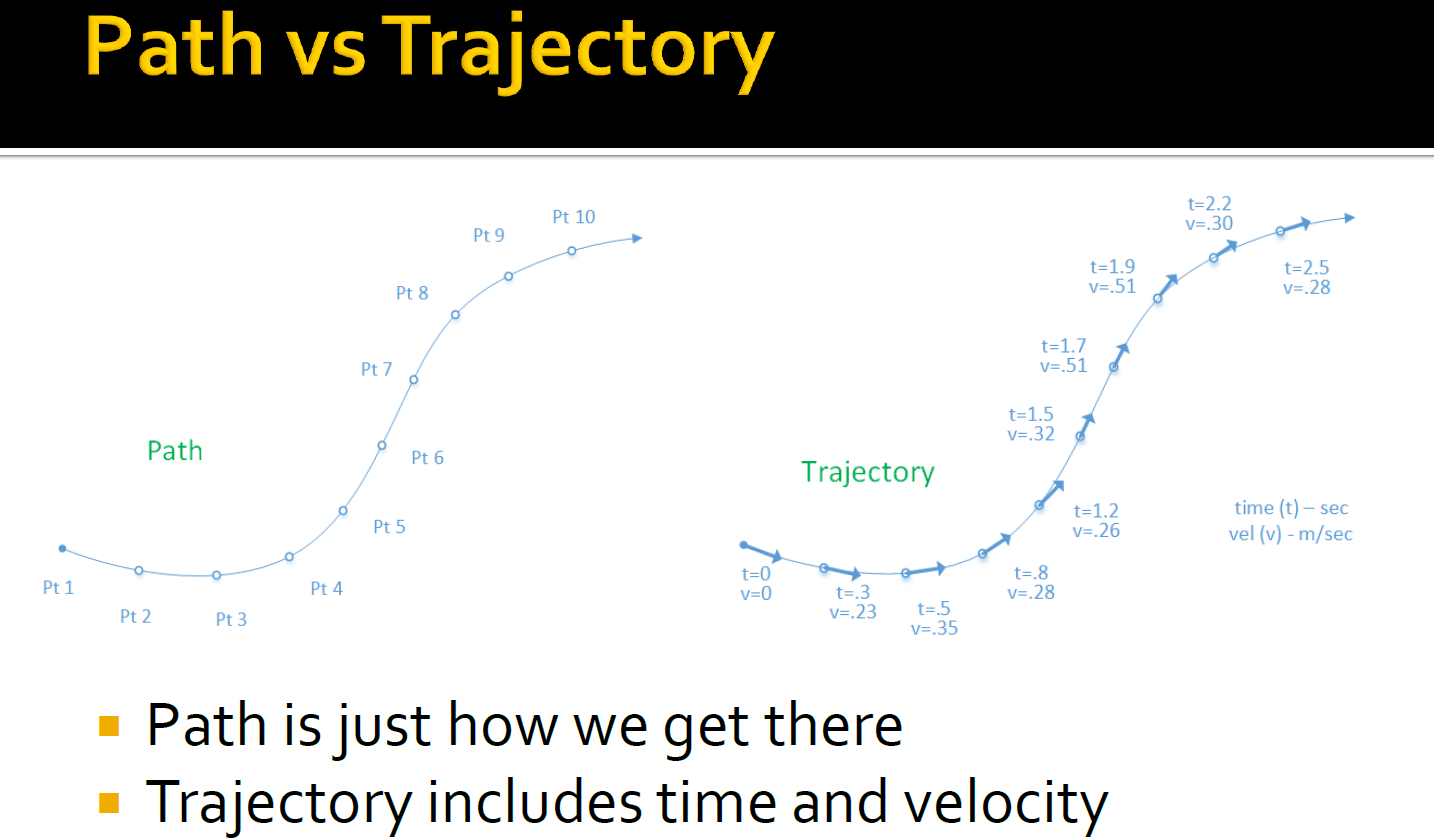 Path vs Trajectory
Pt 10
Pt 9
Pt 8
Pt 7
Path
Pt 6
Pt 5
Pt 1
Pt 4
Pt 2
Pt 3
t=2.2
v=.30
t=1.9
v=.51
t=2.5
v=.28
t=1.7
v=.51
t=1.5
v=.32
Trajectory
t=1.2
v=.26
time (t) – sec
vel (v) - m/sec
t=0
v=0
t=.3
v=.23
t=.5
v=.35
t=.8
v=.28
Path is just how we get there
Trajectory includes time and velocity